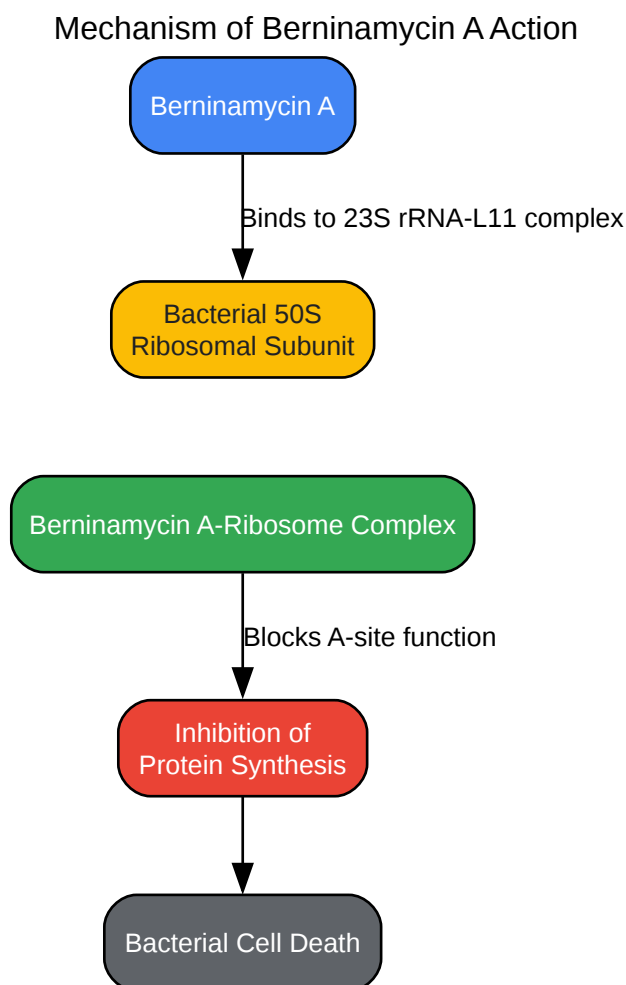 Mechanism of Berninamycin A Action
Berninamycin A
Binds to 23S rRNA-L11 complex
Bacterial 50S
Ribosomal Subunit
Berninamycin A-Ribosome Complex
Blocks A-site function
Inhibition of
Protein Synthesis
Bacterial Cell Death